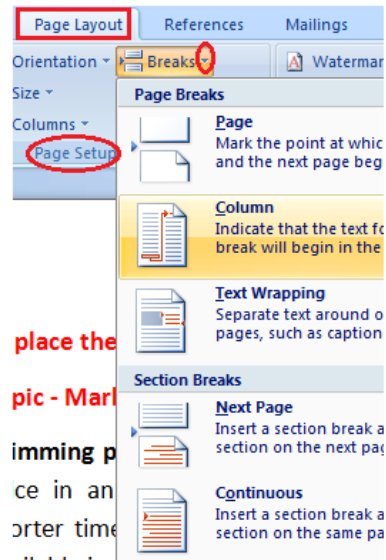 Page Layout References Mailings
Orientation Breaks Watermar
Size
Columns
Page Setup
Page Breaks
Page
Mark the point at whic
and the next page beg
Column
Indicate that the text fo
break will begin in the
Text Wrapping
Separate text around o
pages, such as caption
Section Breaks
Next Page
Insert a section break a
section on the next pag
Continuous
Insert a section break a
section on the same pa
place the
pic - Mark
imming p
ice in an
orter time